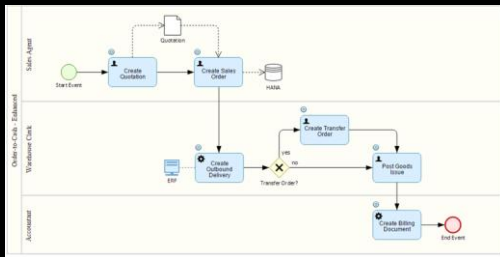 Order-to-Cash - Enhanced
Sales Agent
Quotation
Start Event
Create
Quotation
Create Sales
Order
HANA
Warehouse Clerk
Create Transfer
Order
yes
ERP
Create
Outbound
Delivery
no
Transfer Order?
Post Goods
Issue
Accountant
Create Billing
Document
End Event